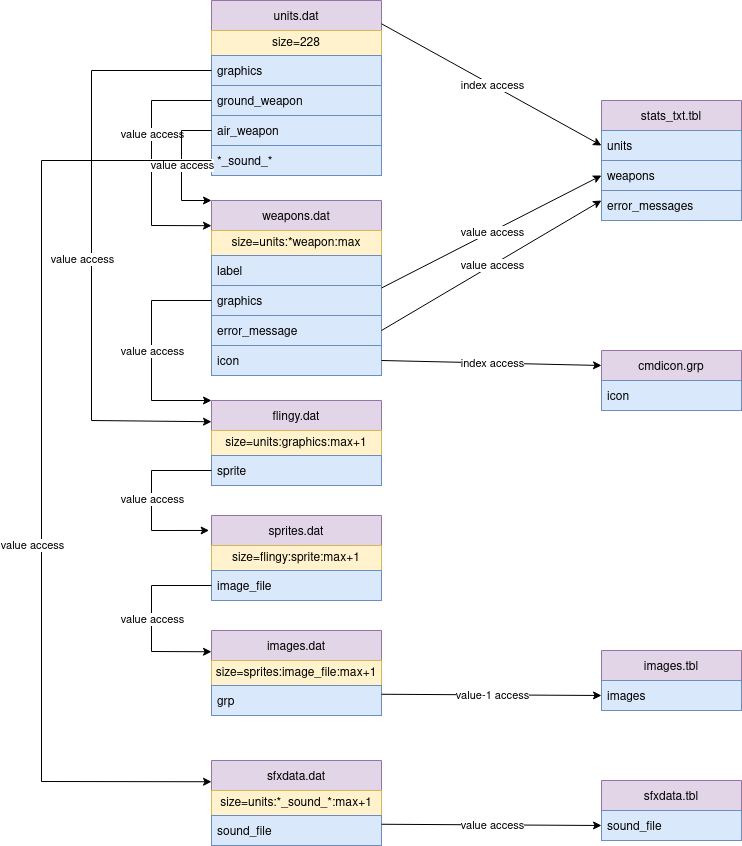 units.dat
size=228
graphics
ground_weapon
air_weapon
*_sound_*
value access
value access
index access
stats_txt.tbl
units
weapons
error_messages
weapons.dat
size=units:*weapon:max
label
graphics
error_message
icon
value access
value access
value access
value access
index access
cmdicon.grp
icon
flingy.dat
size=units:graphics:max+1
sprite
value access
value access
sprites.dat
size=flingy:sprite:max+1
image_file
value access
images.dat
size=sprites:image_file:max+1
grp
value-1 access
images.tbl
images
sfxdata.dat
size=units:*_sound_*:max+1
sound_file
value access
sfxdata.tbl
sound_file